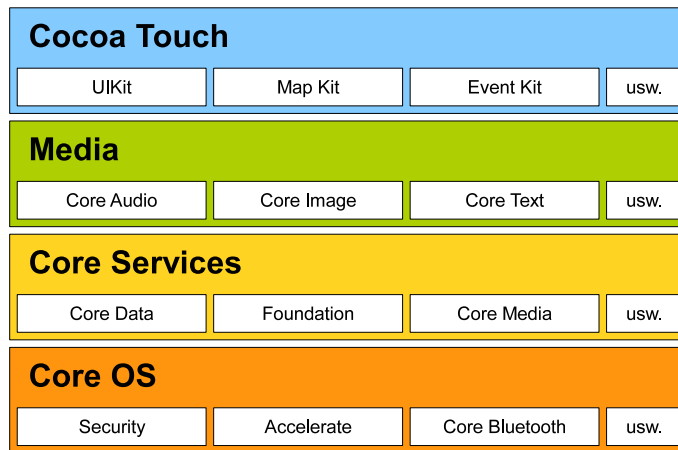 Cocoa Touch
UIKit Map Kit Event Kit usw.
Media
Core Audio Core Image Core Text usw.
Core Services
Core Data Foundation Core Media usw.
Core OS
Security Accelerate Core Bluetooth usw.